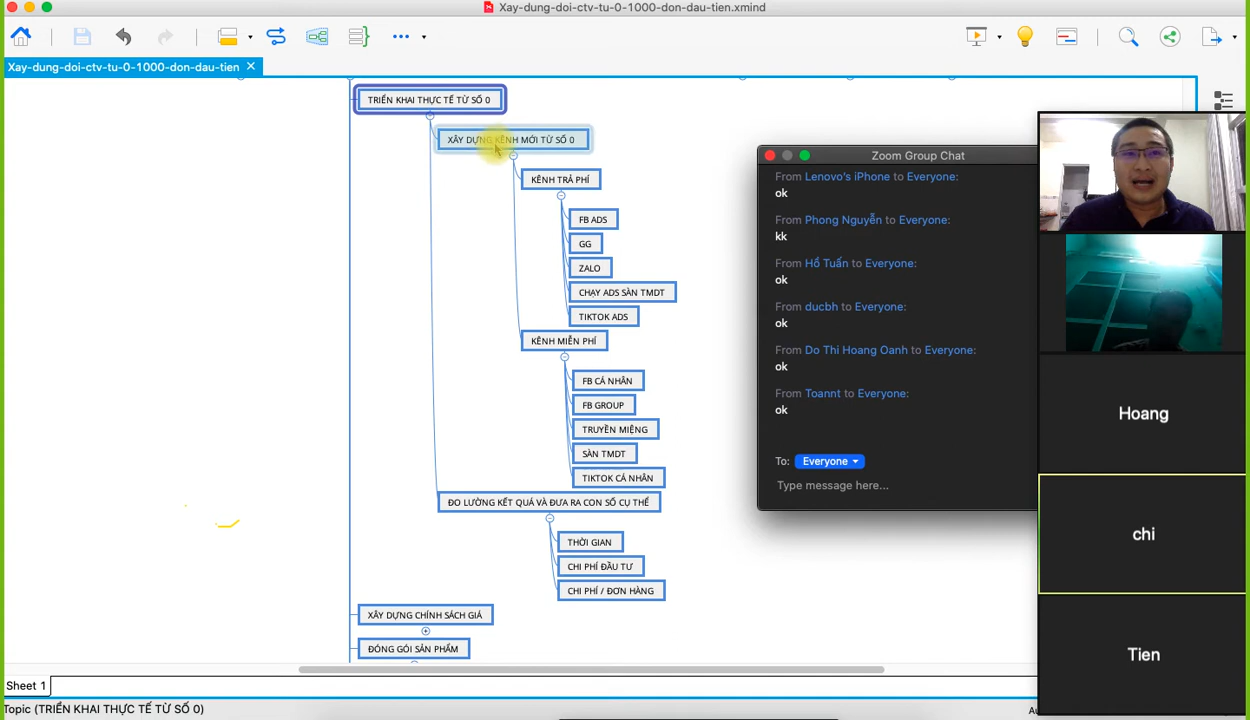 Xay-dung-doi-ctv-tu-0-1000-don-dau-tien.xmind
Xay-dung-doi-ctv-tu-0-1000-don-dau-tien
TRIỂN KHAI THỰC TẾ TỪ SỐ 0
XÂY DỰNG KÊNH MỚI TỪ SỐ 0
KÊNH TRẢ PHÍ
FB ADS
GG
ZALO
CHẠY ADS SÀN TMDT
TIKTOK ADS
KÊNH MIỄN PHÍ
FB CÁ NHÂN
FB GROUP
TRUYỀN MIỆNG
SÀN TMDT
TIKTOK CÁ NHÂN
ĐO LƯỜNG KẾT QUẢ VÀ ĐƯA RA CON SỐ CỤ THỂ
THỜI GIAN
CHI PHÍ ĐẦU TƯ
CHI PHÍ / ĐƠN HÀNG
XÂY DỰNG CHÍNH SÁCH GIÁ
ĐÓNG GÓI SẢN PHẨM
Zoom Group Chat
From Lenovo's iPhone to Everyone:
ok
From Phong Nguyễn to Everyone:
kk
From Hồ Tuấn to Everyone:
ok
From ducbh to Everyone:
ok
From Do Thi Hoang Oanh to Everyone:
ok
From Toannt to Everyone:
ok
To: Everyone
Type message here...
Hoang
chi
Tien
Sheet 1
Topic (TRIỂN KHAI THỰC TẾ TỪ SỐ 0)